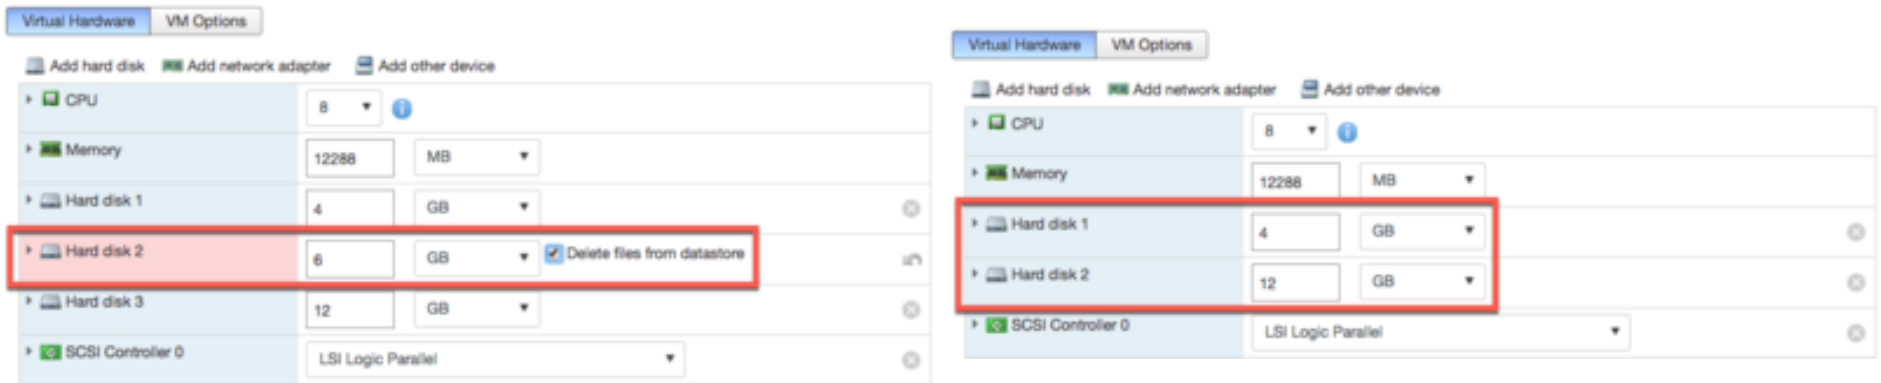 Virtual Hardware VM Options
Add hard disk Add network adapter Add other device
CPU 8
Memory 12288 MB
Hard disk 1 4 GB
Hard disk 2 6 GB Delete files from datastore
Hard disk 3 12 GB
SCSI Controller 0 LSI Logic Parallel
Virtual Hardware VM Options
Add hard disk Add network adapter Add other device
CPU 8
Memory 12288 MB
Hard disk 1 4 GB
Hard disk 2 12 GB
SCSI Controller 0 LSI Logic Parallel